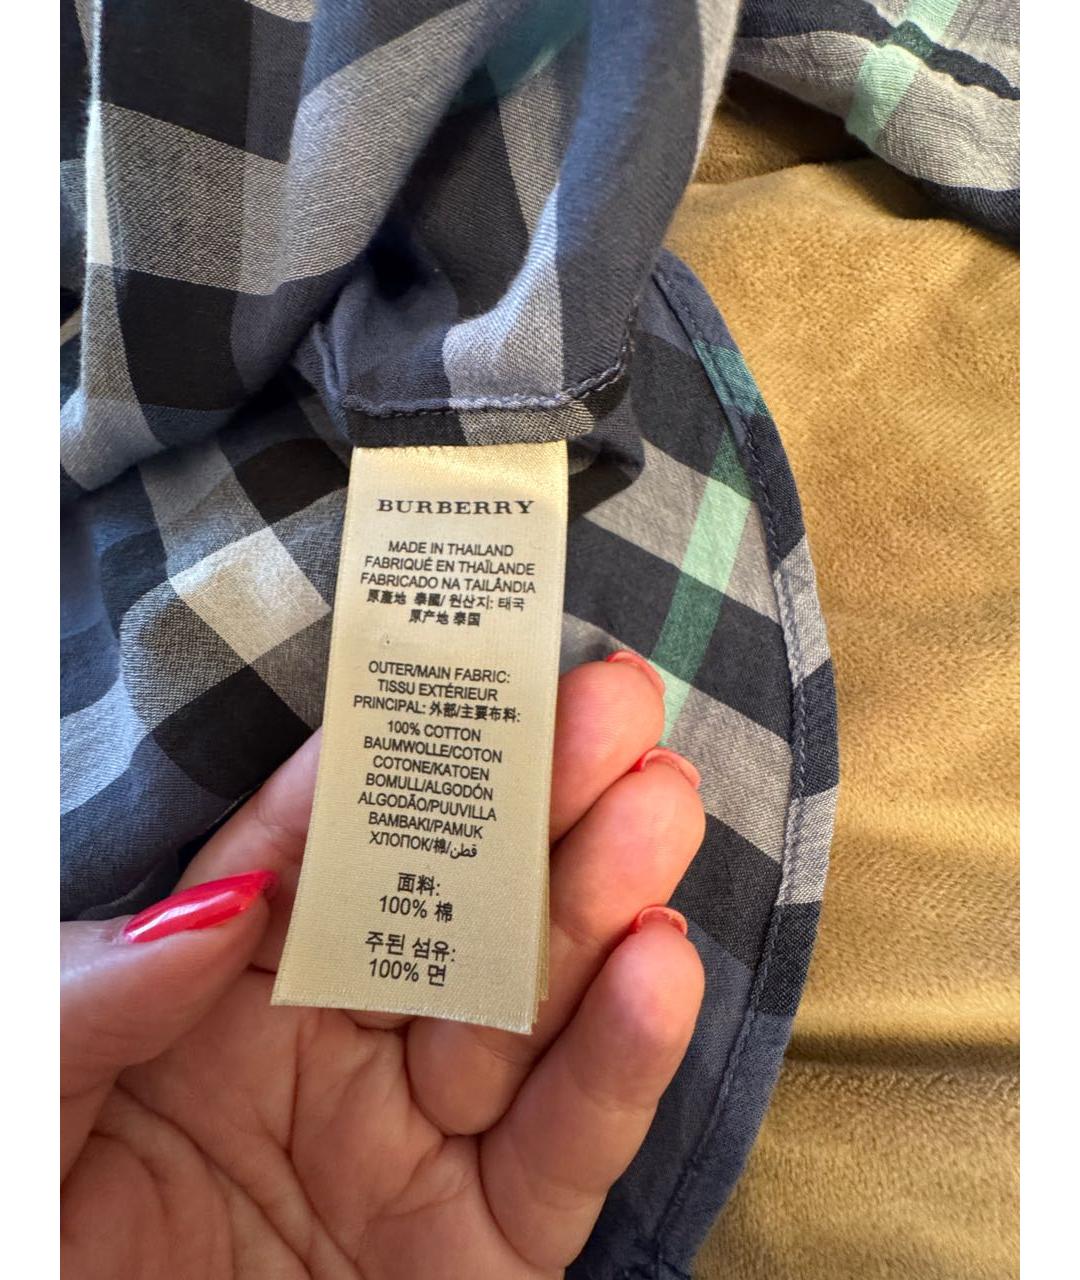 BURBERRY
MADE IN THAILAND
FABRIQUÉ EN THAÏLANDE
FABRICADO NA TAILÂNDIA
原產地 泰國/ 원산지: 태국
原产地 泰国
OUTER/MAIN FABRIC:
TISSU EXTÉRIEUR
PRINCIPAL: 外部/主要布料:
100% COTTON
BAUMWOLLE/COTON
COTONE/KATOEN
BOMULL/ALGODÓN
ALGODÃO/PUUVILLA
BAMBAKI/PAMUK
ХЛОПОК/棉/قطن
面料:
100% 棉
주된 섬유:
100% 면